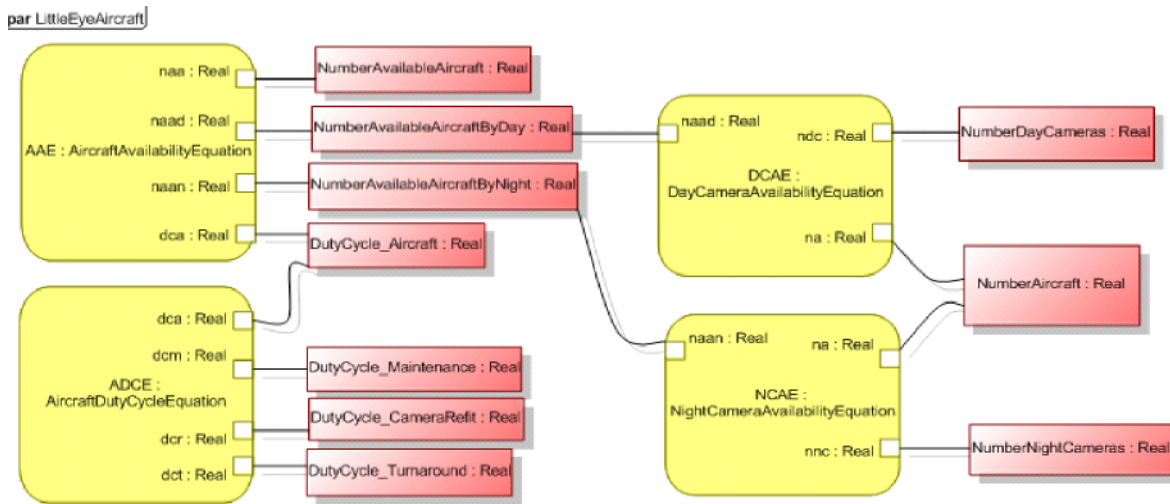 par LittleEyeAircraft
naa : Real
naad : Real
AAE : AircraftAvailabilityEquation
naan : Real
dca : Real
NumberAvailableAircraft : Real
NumberAvailableAircraftByDay : Real
NumberAvailableAircraftByNight : Real
DutyCycle_Aircraft : Real
dca : Real
dcm : Real
ADCE :
AircraftDutyCycleEquation
dcr : Real
dct : Real
DutyCycle_Maintenance : Real
DutyCycle_CameraRefit : Real
DutyCycle_Turnaround : Real
naad : Real
ndc : Real
DCAE :
DayCameraAvailabilityEquation
na : Real
NumberDayCameras : Real
NumberAircraft : Real
naan : Real
na : Real
NCAE :
NightCameraAvailabilityEquation
nnc : Real
NumberNightCameras : Real